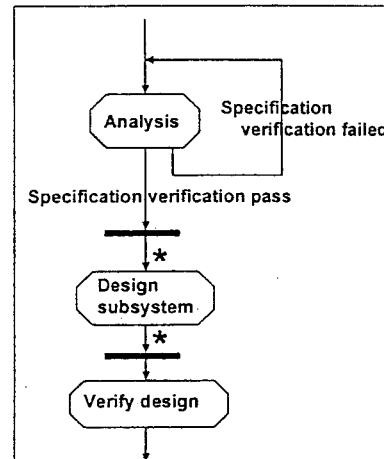 Analysis
Specification
verification failed
Specification verification pass
*
Design
subsystem
*
Verify design